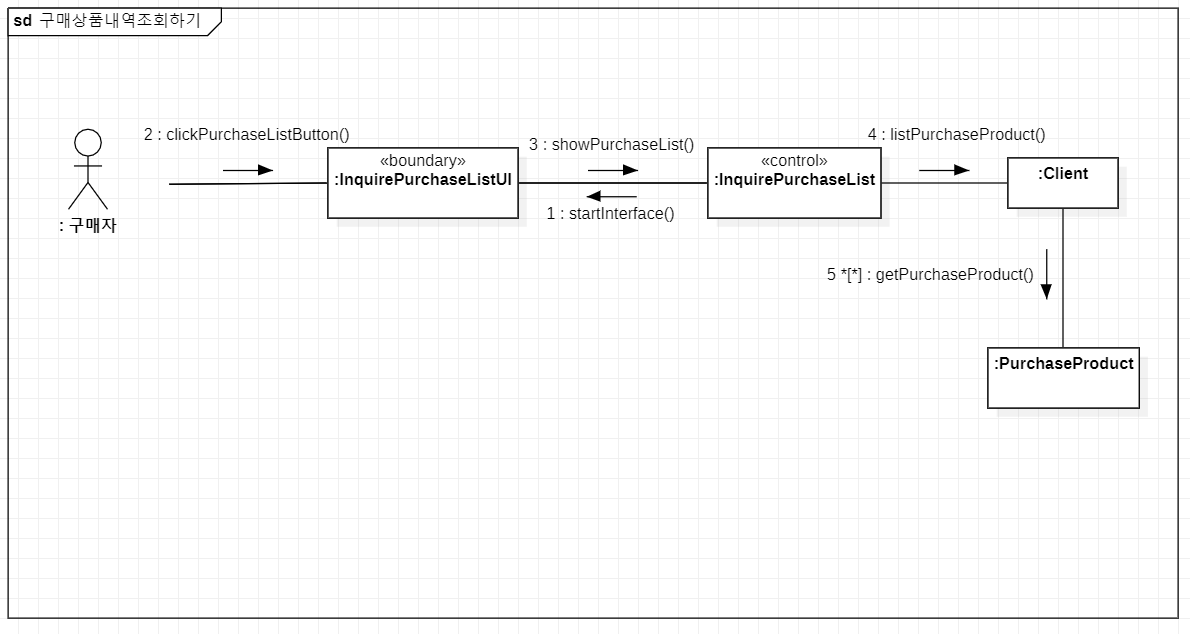 sd 구매상품내역조회하기
2 : clickPurchaseListButton()
3 : showPurchaseList()
4 : listPurchaseProduct()
«boundary»
:InquirePurchaseListUI
«control»
:InquirePurchaseList
:Client
1 : startInterface()
: 구매자
5 *[*] : getPurchaseProduct()
:PurchaseProduct